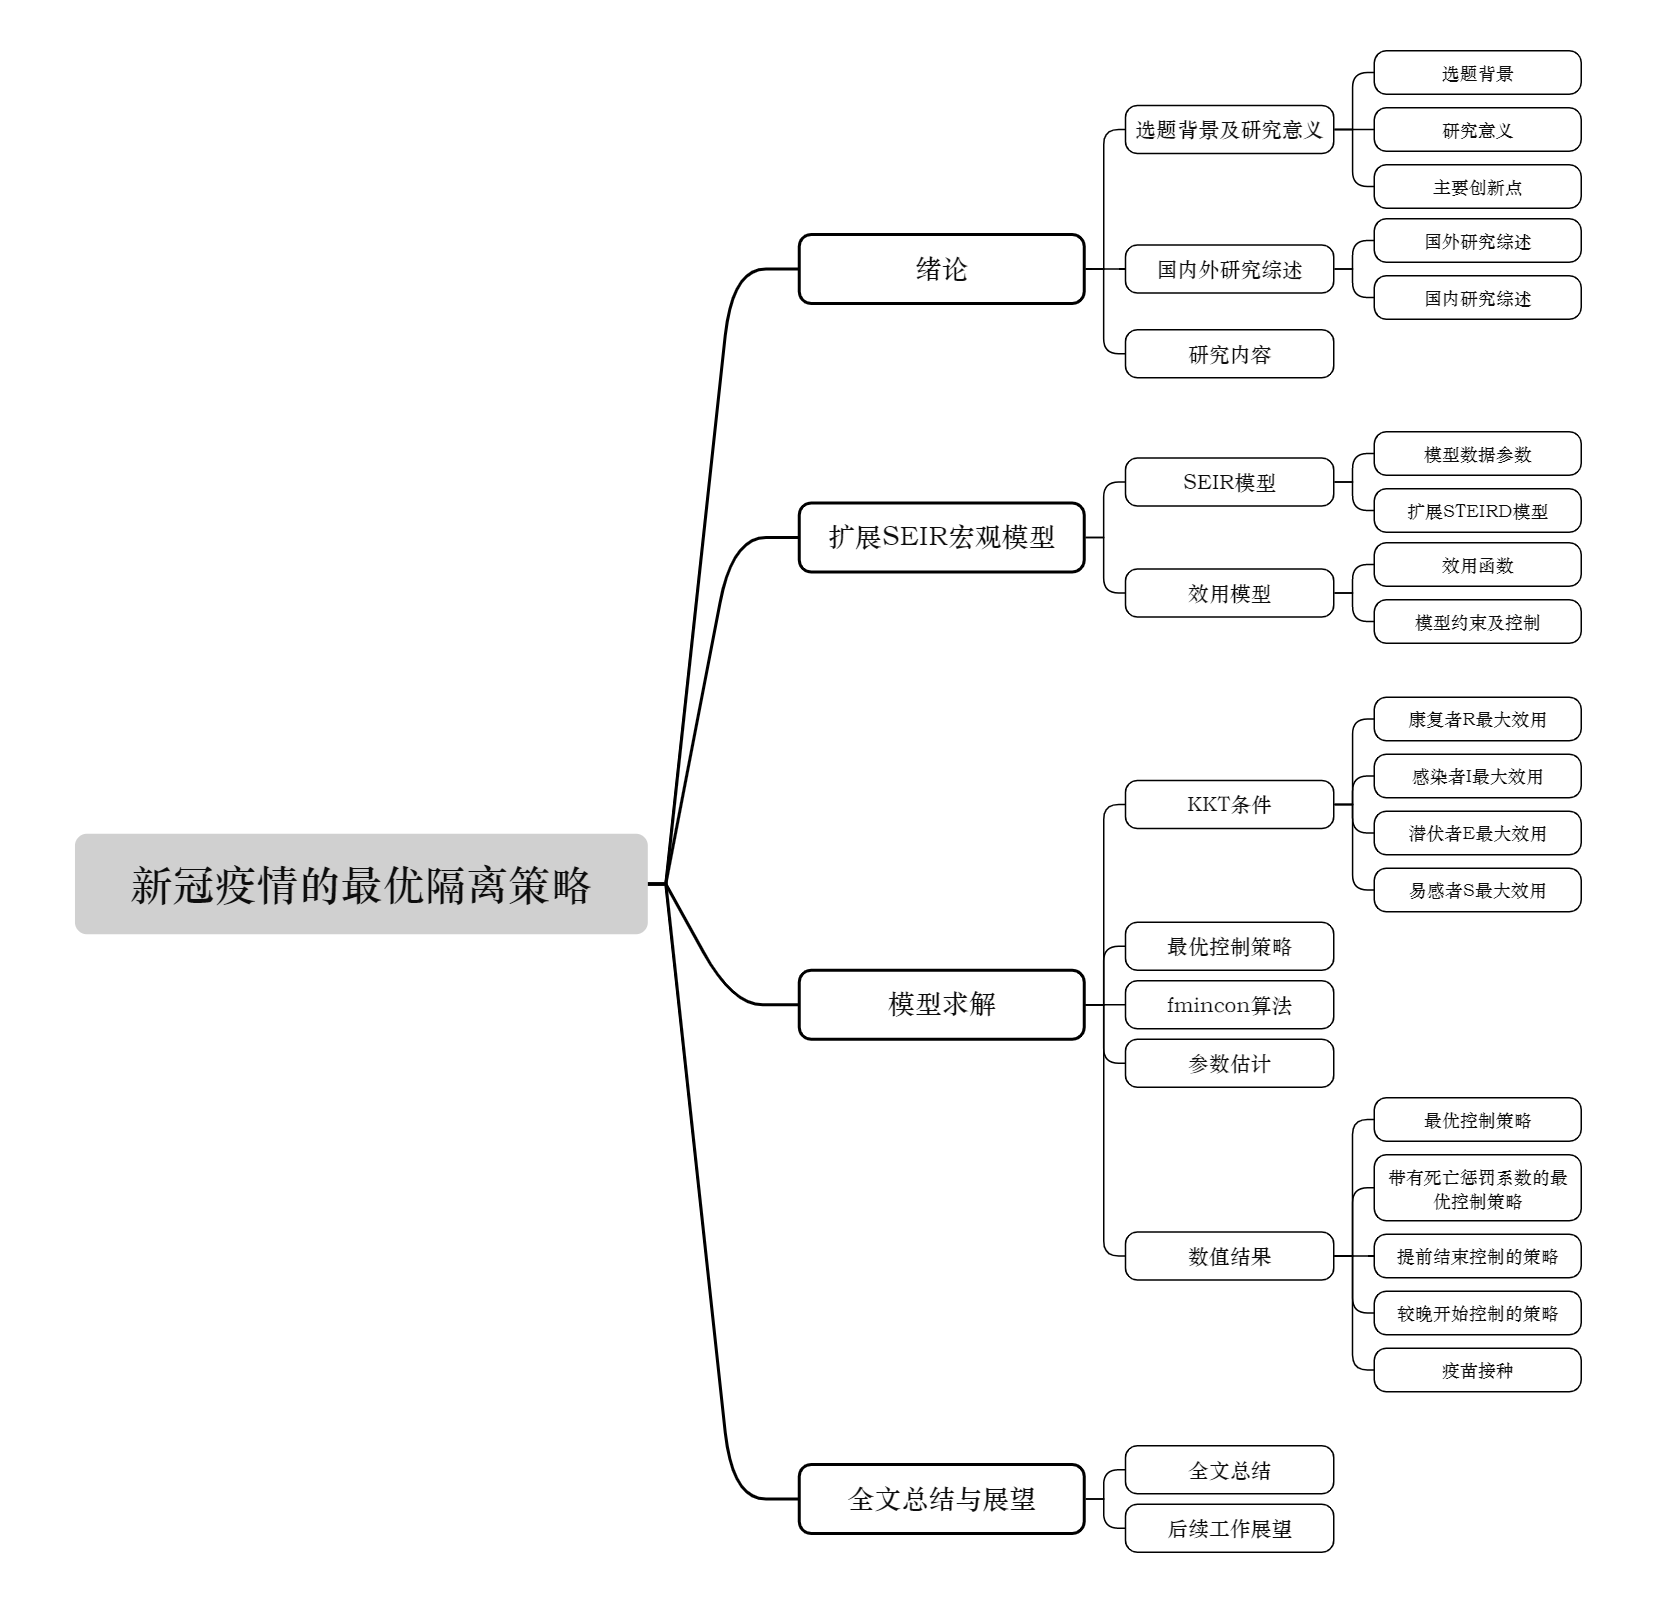 新冠疫情的最优隔离策略
绪论
选题背景及研究意义
选题背景
研究意义
主要创新点
国内外研究综述
国外研究综述
国内研究综述
研究内容
扩展SEIR宏观模型
SEIR模型
模型数据参数
扩展STEIRD模型
效用模型
效用函数
模型约束及控制
模型求解
KKT条件
康复者R最大效用
感染者I最大效用
潜伏者E最大效用
易感者S最大效用
最优控制策略
fmincon算法
参数估计
数值结果
最优控制策略
带有死亡惩罚系数的最
优控制策略
提前结束控制的策略
较晚开始控制的策略
疫苗接种
全文总结与展望
全文总结
后续工作展望